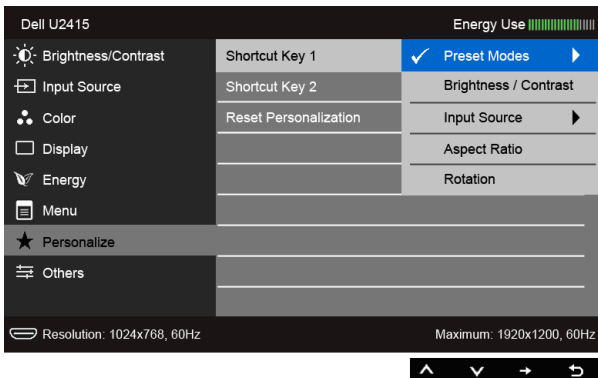 Dell U2415
Energy Use
Brightness/Contrast
Input Source
Color
Display
Energy
Menu
Personalize
Others
Shortcut Key 1
Shortcut Key 2
Reset Personalization
Preset Modes
Brightness / Contrast
Input Source
Aspect Ratio
Rotation
Resolution: 1024x768, 60Hz
Maximum: 1920x1200, 60Hz